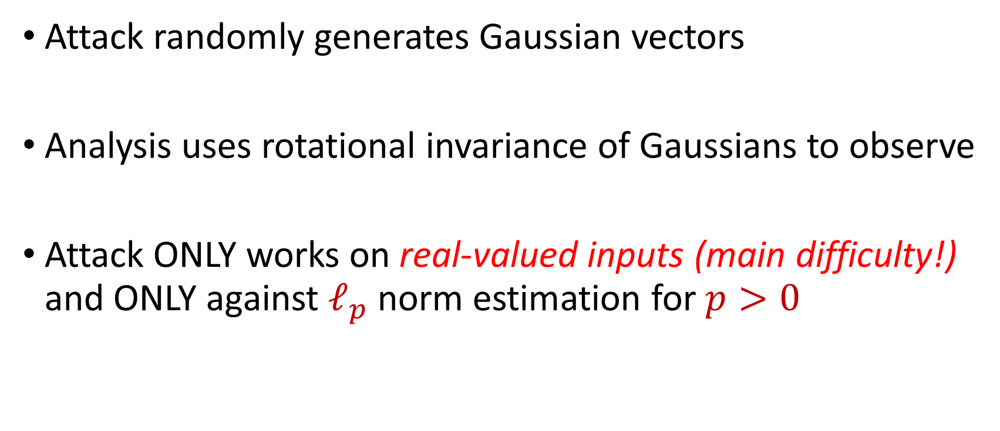 • Attack randomly generates Gaussian vectors
• Analysis uses rotational invariance of Gaussians to observe
• Attack ONLY works on real-valued inputs (main difficulty!)
and ONLY against ℓₚ norm estimation for p > 0